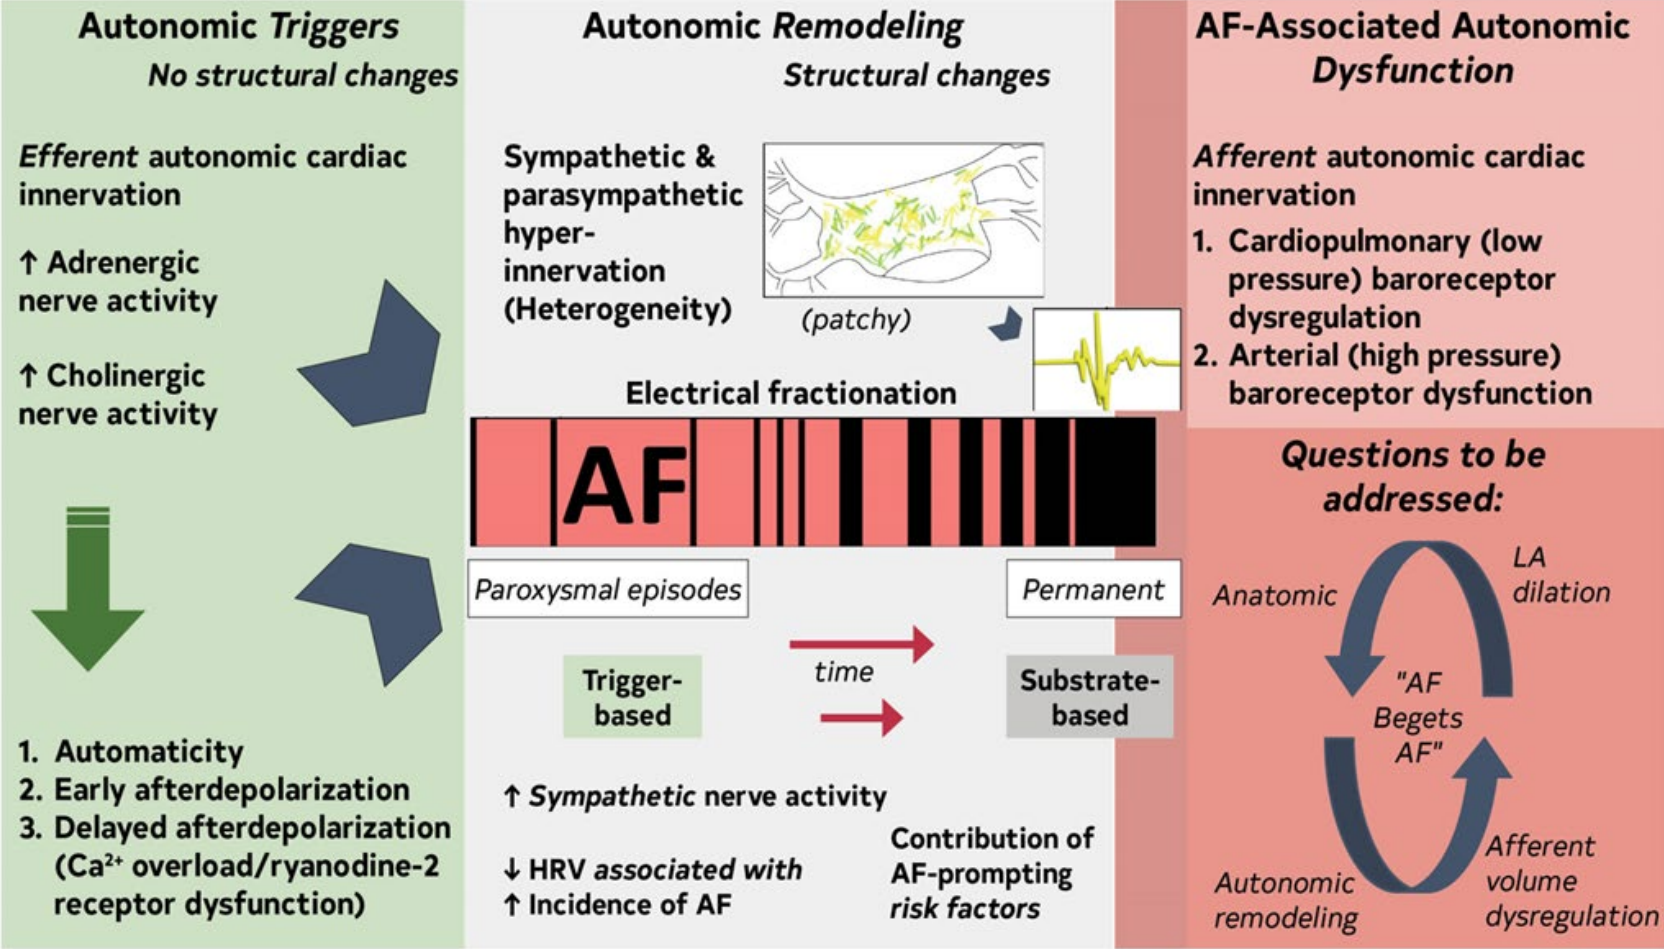 Autonomic Triggers
No structural changes
Efferent autonomic cardiac
innervation
↑ Adrenergic
nerve activity
↑ Cholinergic
nerve activity
1. Automaticity
2. Early afterdepolarization
3. Delayed afterdepolarization
(Ca²⁺ overload/ryanodine-2
receptor dysfunction)
Autonomic Remodeling
Structural changes
Sympathetic &
parasympathetic
hyper-
innervation
(Heterogeneity)
(patchy)
Electrical fractionation
AF
Paroxysmal episodes
Permanent
time
Trigger-
based
Substrate-
based
↑ Sympathetic nerve activity
↓ HRV associated with
↑ Incidence of AF
Contribution of
AF-prompting
risk factors
AF-Associated Autonomic
Dysfunction
Afferent autonomic cardiac
innervation
1. Cardiopulmonary (low
pressure) baroreceptor
dysregulation
2. Arterial (high pressure)
baroreceptor dysfunction
Questions to be
addressed:
Anatomic
LA
dilation
"AF
Begets
AF"
Autonomic
remodeling
Afferent
volume
dysregulation